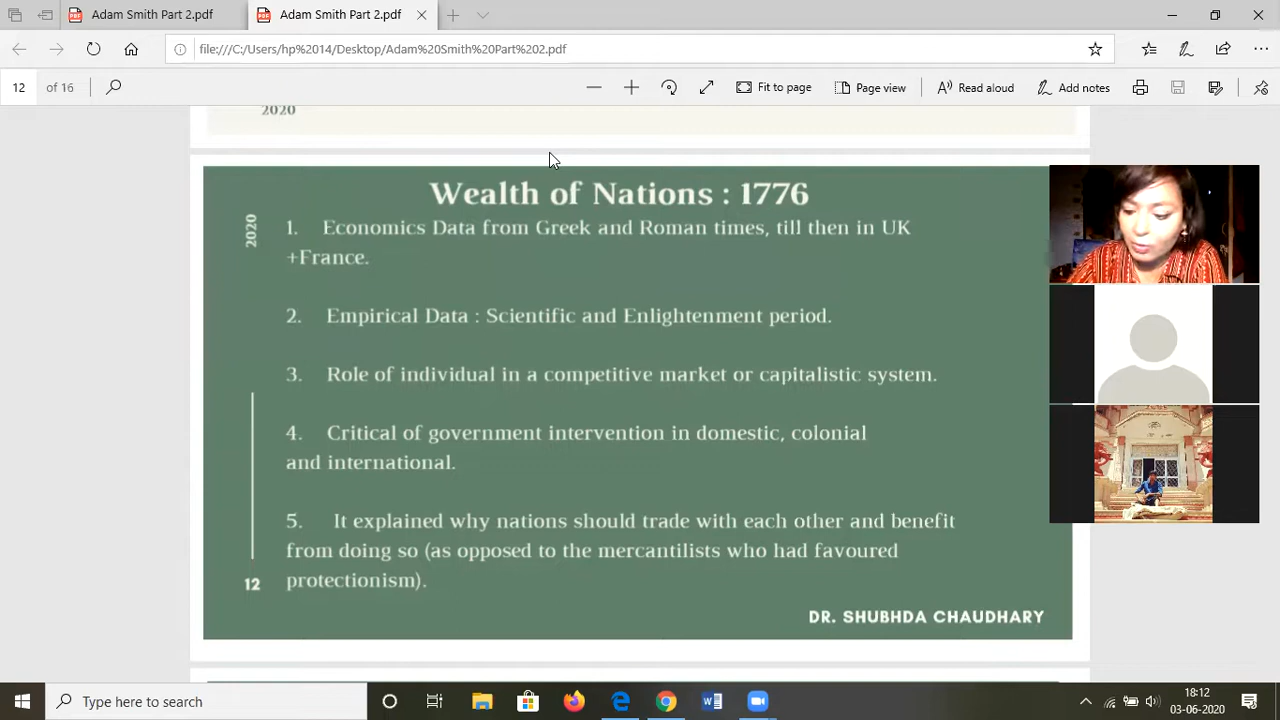 Adam Smith Part 2.pdf
Adam Smith Part 2.pdf
file:///C:/Users/hp%2014/Desktop/Adam%20Smith%20Part%202.pdf
12 of 16
Fit to page
Page view
Read aloud
Add notes
2020
Wealth of Nations : 1776
2020
1. Economics Data from Greek and Roman times, till then in UK
+France.
2. Empirical Data : Scientific and Enlightenment period.
3. Role of individual in a competitive market or capitalistic system.
4. Critical of government intervention in domestic, colonial
and international.
5. It explained why nations should trade with each other and benefit
from doing so (as opposed to the mercantilists who had favoured
protectionism).
12
DR. SHUBHDA CHAUDHARY
Type here to search
18:12
03-06-2020